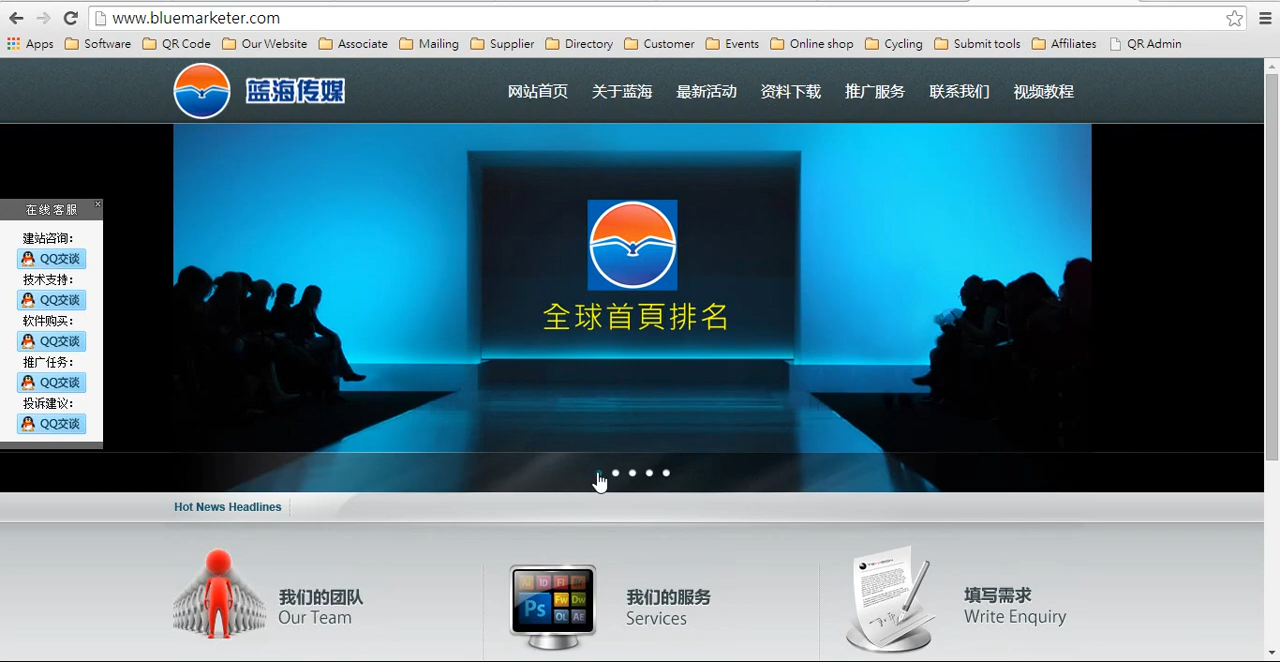 www.bluemarketer.com
Apps Software QR Code Our Website Associate Mailing Supplier Directory Customer Events Online shop Cycling Submit tools Affiliates QR Admin
蓝海传媒
网站首页 关于蓝海 最新活动 资料下载 推广服务 联系我们 视频教程
全球首頁排名
在线客服
建站咨询:
QQ交谈
技术支持:
QQ交谈
软件购买:
QQ交谈
推广任务:
QQ交谈
投诉建议:
QQ交谈
Hot News Headlines
我们的团队
Our Team
Ps
Fw
Dw
我们的服务
Services
填写需求
Write Enquiry